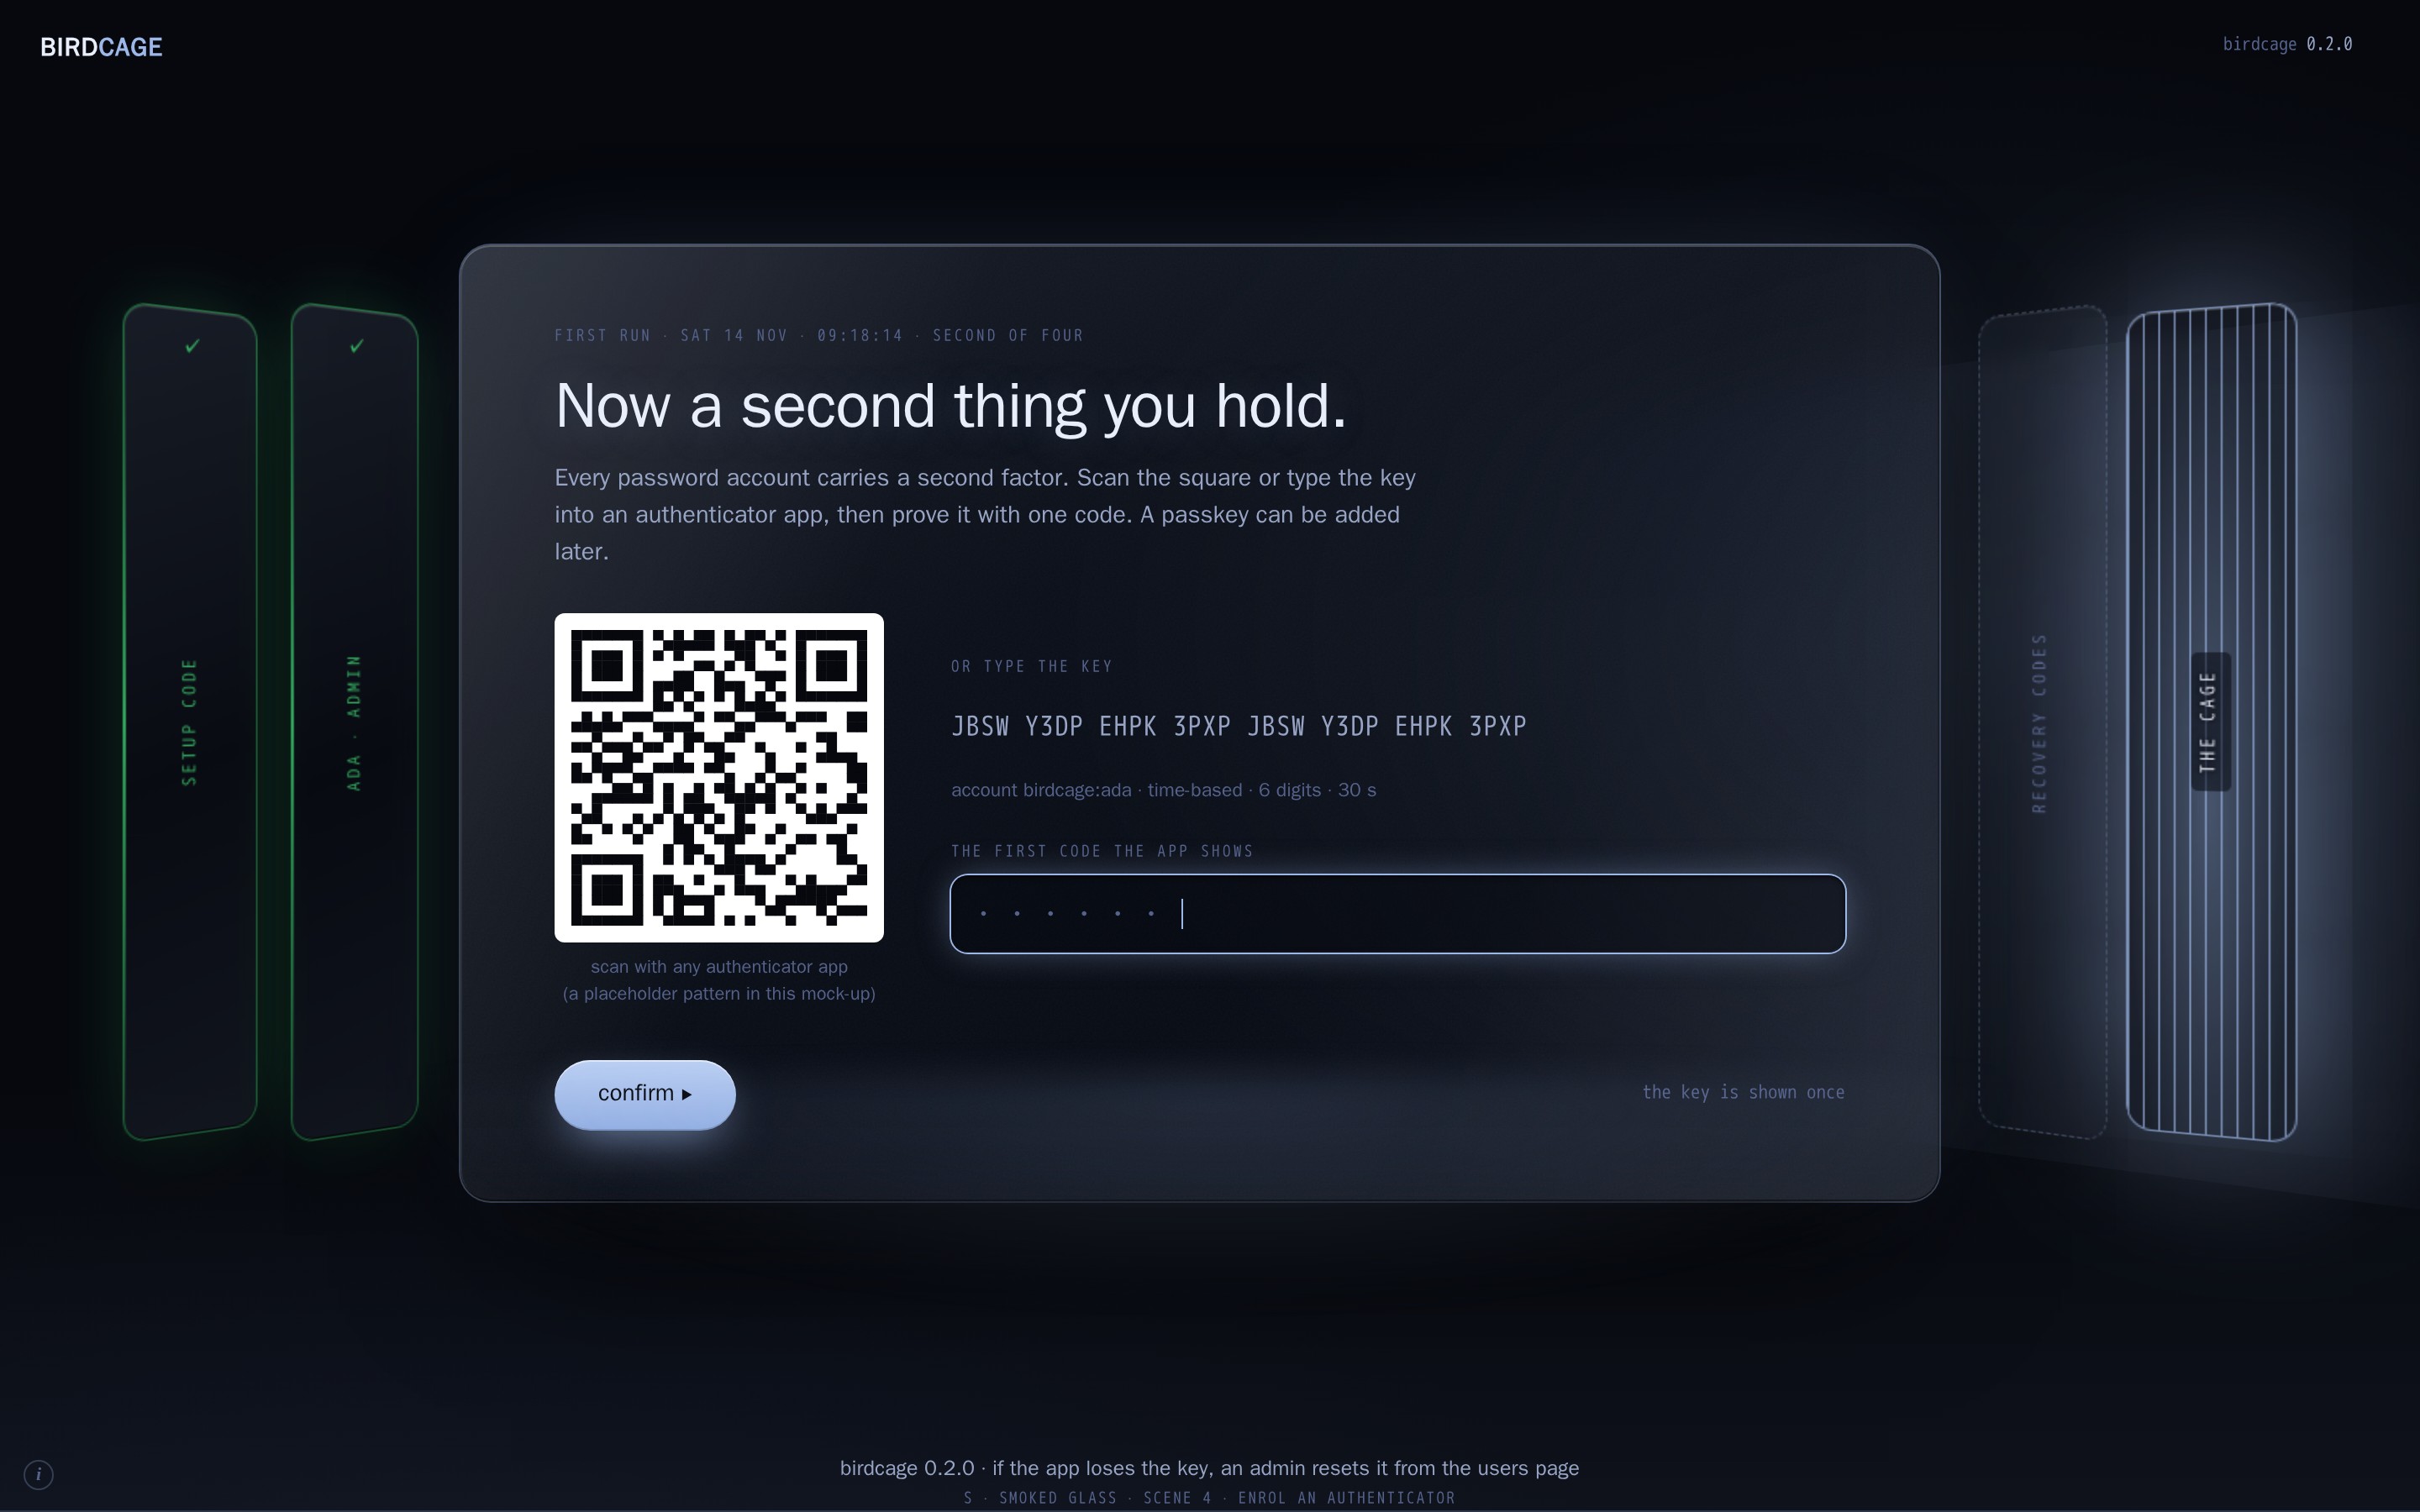 BIRDCAGE
birdcage 0.2.0
✓
SETUP CODE
✓
ADA · ADMIN
FIRST RUN · SAT 14 NOV · 09:18:14 · SECOND OF FOUR
Now a second thing you hold.
Every password account carries a second factor. Scan the square or type the key
into an authenticator app, then prove it with one code. A passkey can be added
later.
OR TYPE THE KEY
JBSW Y3DP EHPK 3PXP JBSW Y3DP EHPK 3PXP
account birdcage:ada · time-based · 6 digits · 30 s
THE FIRST CODE THE APP SHOWS
· · · · · ·
scan with any authenticator app
(a placeholder pattern in this mock-up)
confirm ▸
the key is shown once
RECOVERY CODES
THE CAGE
i
birdcage 0.2.0 · if the app loses the key, an admin resets it from the users page
S · SMOKED GLASS · SCENE 4 · ENROL AN AUTHENTICATOR